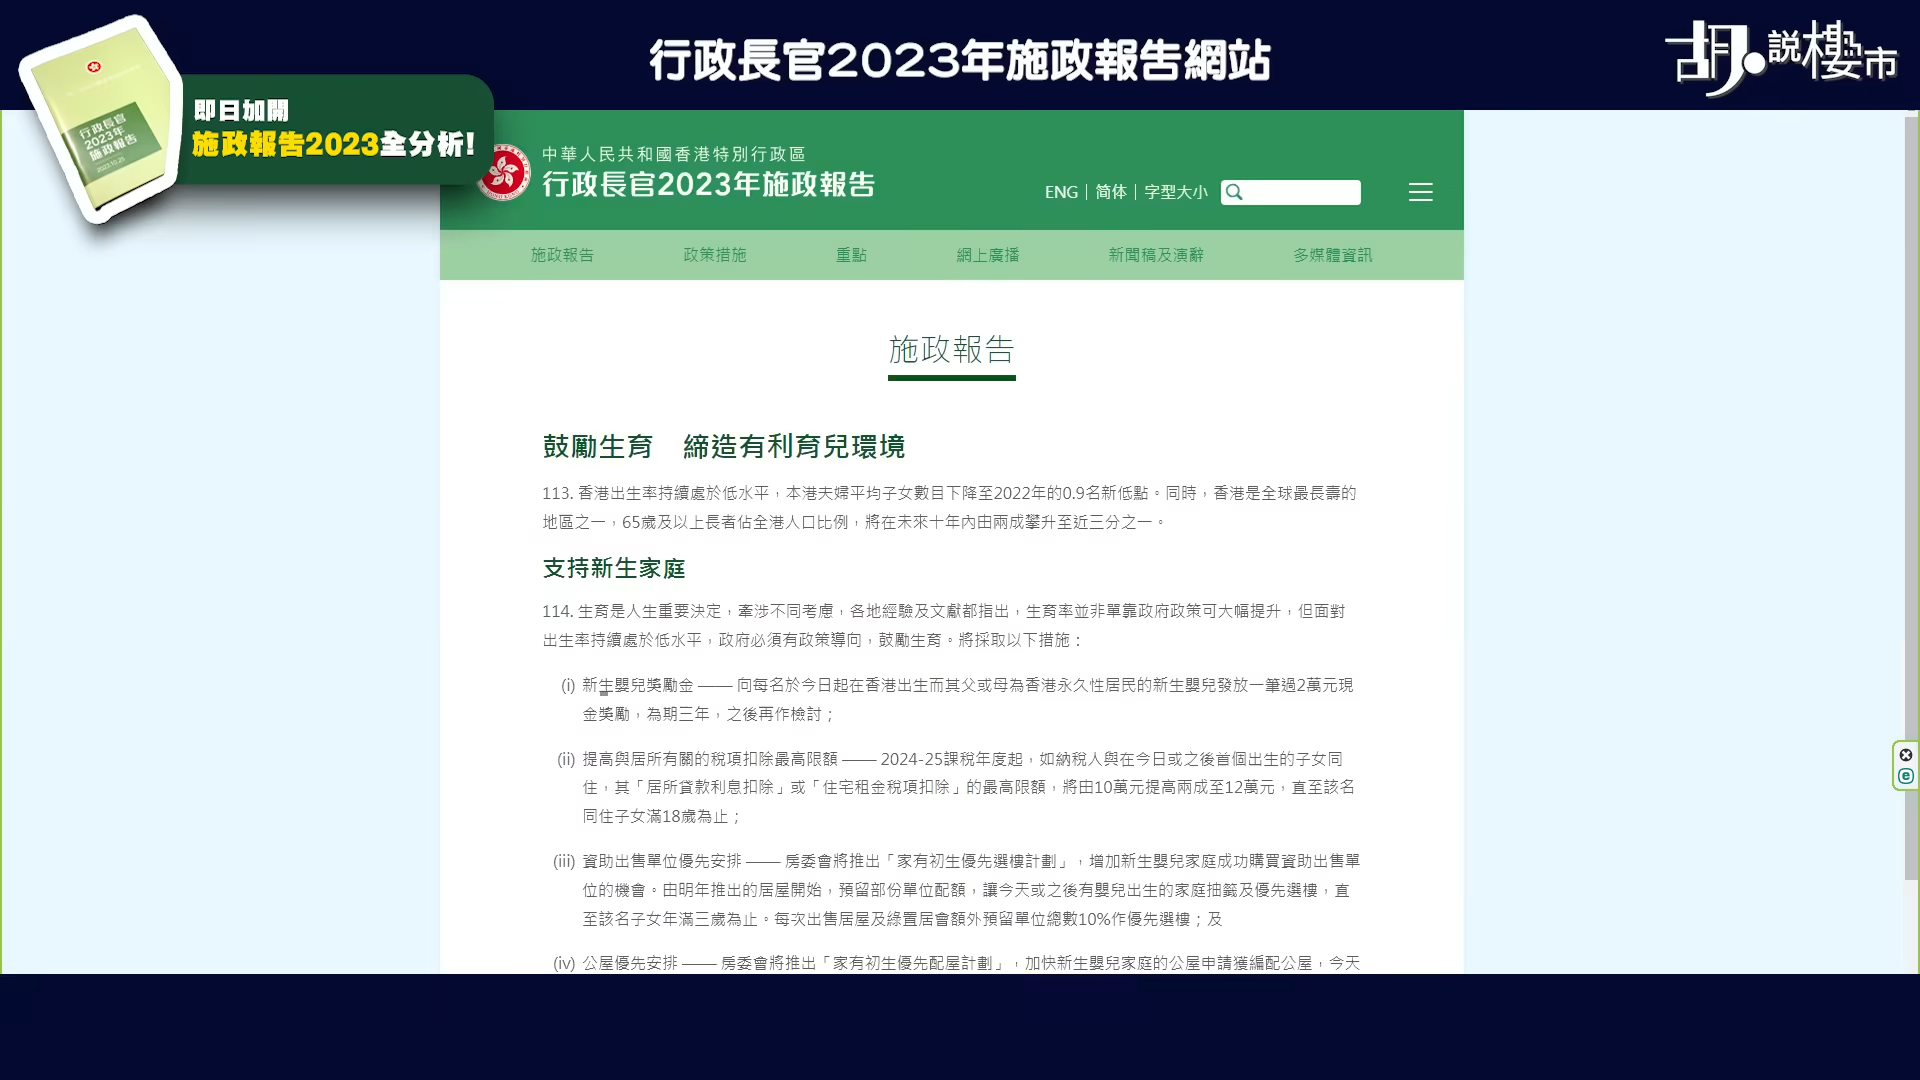 行政長官2023年施政報告網站
胡.說樓市
行政長官
2023年
施政報告
2023.10.25
即日加開
施政報告2023全分析!
中華人民共和國香港特別行政區
行政長官2023年施政報告
ENG | 简体 | 字型大小
施政報告 政策措施 重點 網上廣播 新聞稿及演辭 多媒體資訊
施政報告
鼓勵生育 締造有利育兒環境
113. 香港出生率持續處於低水平，本港夫婦平均子女數目下降至2022年的0.9名新低點。同時，香港是全球最長壽的
地區之一，65歲及以上長者佔全港人口比例，將在未來十年內由兩成攀升至近三分之一。
支持新生家庭
114. 生育是人生重要決定，牽涉不同考慮，各地經驗及文獻都指出，生育率並非單靠政府政策可大幅提升，但面對
出生率持續處於低水平，政府必須有政策導向，鼓勵生育。將採取以下措施：
(i) 新生嬰兒獎勵金 —— 向每名於今日起在香港出生而其父或母為香港永久性居民的新生嬰兒發放一筆過2萬元現
金獎勵，為期三年，之後再作檢討；
(ii) 提高與居所有關的稅項扣除最高限額 —— 2024-25課稅年度起，如納稅人與在今日或之後首個出生的子女同
住，其「居所貸款利息扣除」或「住宅租金稅項扣除」的最高限額，將由10萬元提高兩成至12萬元，直至該名
同住子女滿18歲為止；
(iii) 資助出售單位優先安排 —— 房委會將推出「家有初生優先選樓計劃」，增加新生嬰兒家庭成功購買資助出售單
位的機會。由明年推出的居屋開始，預留部份單位配額，讓今天或之後有嬰兒出生的家庭抽籤及優先選樓，直
至該名子女年滿三歲為止。每次出售居屋及綠置居會額外預留單位總數10%作優先選樓；及
(iv) 公屋優先安排 —— 房委會將推出「家有初生優先配屋計劃」，加快新生嬰兒家庭的公屋申請獲編配公屋，今天